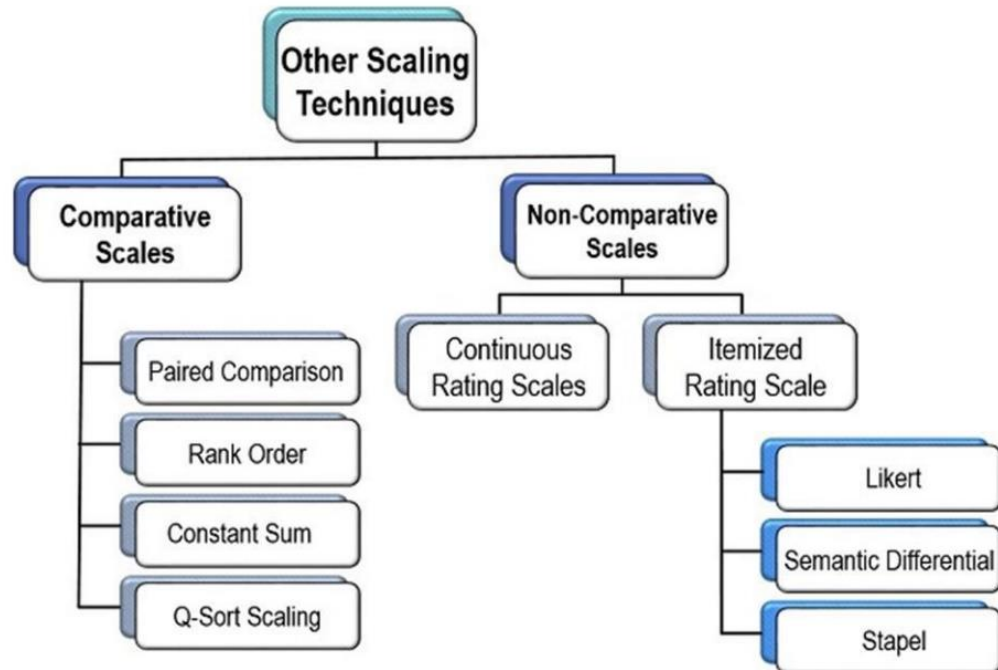 Other Scaling
Techniques
Comparative
Scales
Non-Comparative
Scales
Paired Comparison
Rank Order
Constant Sum
Q-Sort Scaling
Continuous
Rating Scales
Itemized
Rating Scale
Likert
Semantic Differential
Stapel